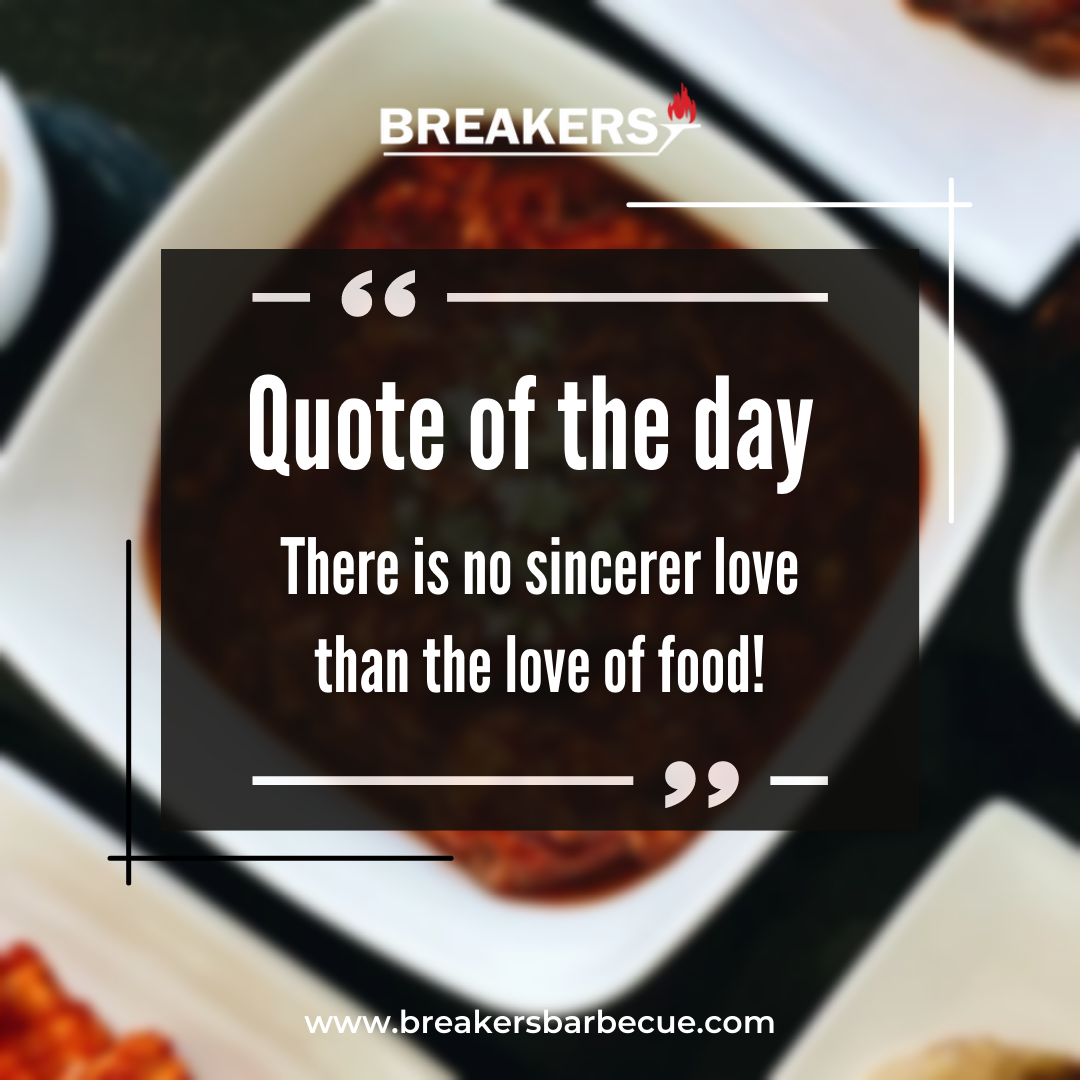 BREAKERS
“
Quote of the day
There is no sincerer love
than the love of food!
”
www.breakersbarbecue.com